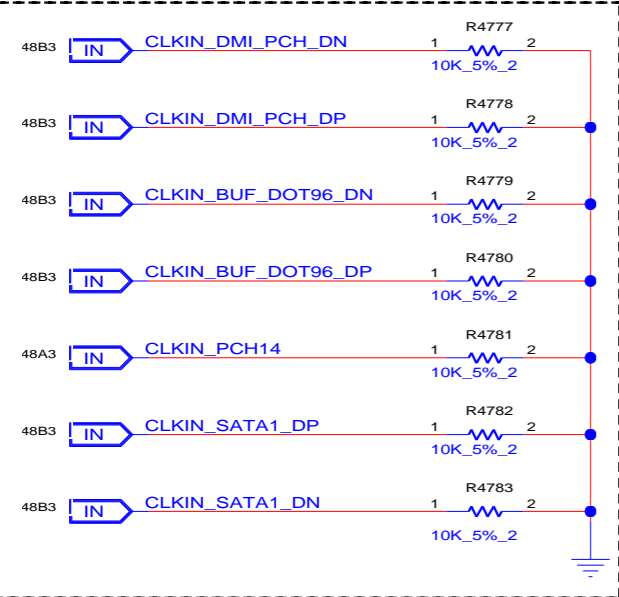 R4777
48B3 IN CLKIN_DMI_PCH_DN 1 2
10K_5%_2
R4778
48B3 IN CLKIN_DMI_PCH_DP 1 2
10K_5%_2
R4779
48B3 IN CLKIN_BUF_DOT96_DN 1 2
10K_5%_2
R4780
48B3 IN CLKIN_BUF_DOT96_DP 1 2
10K_5%_2
R4781
48A3 IN CLKIN_PCH14 1 2
10K_5%_2
R4782
48B3 IN CLKIN_SATA1_DP 1 2
10K_5%_2
R4783
48B3 IN CLKIN_SATA1_DN 1 2
10K_5%_2